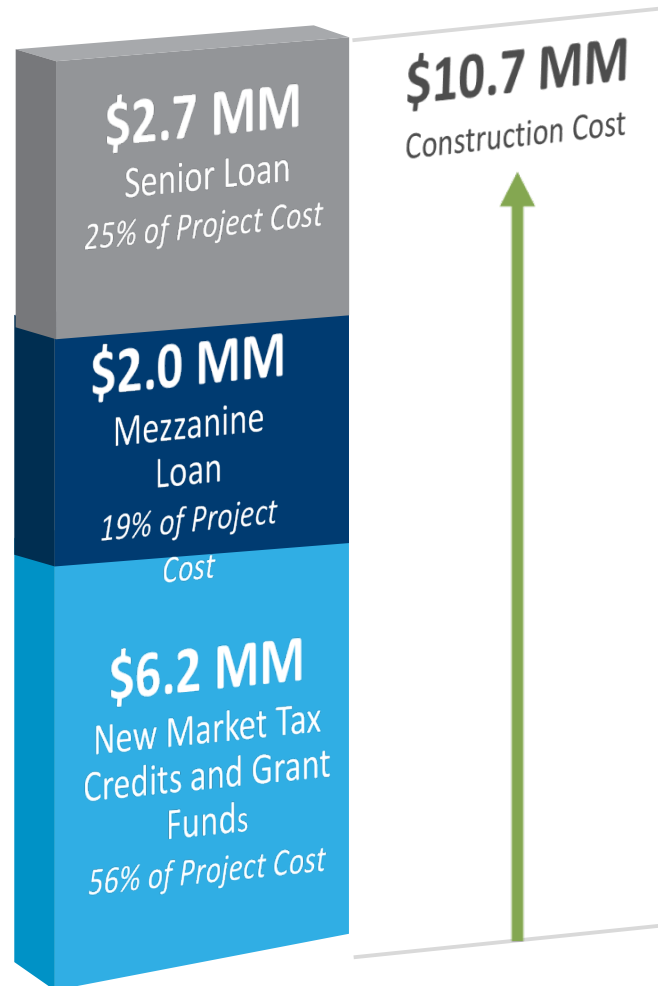 $2.7 MM
Senior Loan
25% of Project Cost
$2.0 MM
Mezzanine
Loan
19% of Project
Cost
$6.2 MM
New Market Tax
Credits and Grant
Funds
56% of Project Cost
$10.7 MM
Construction Cost